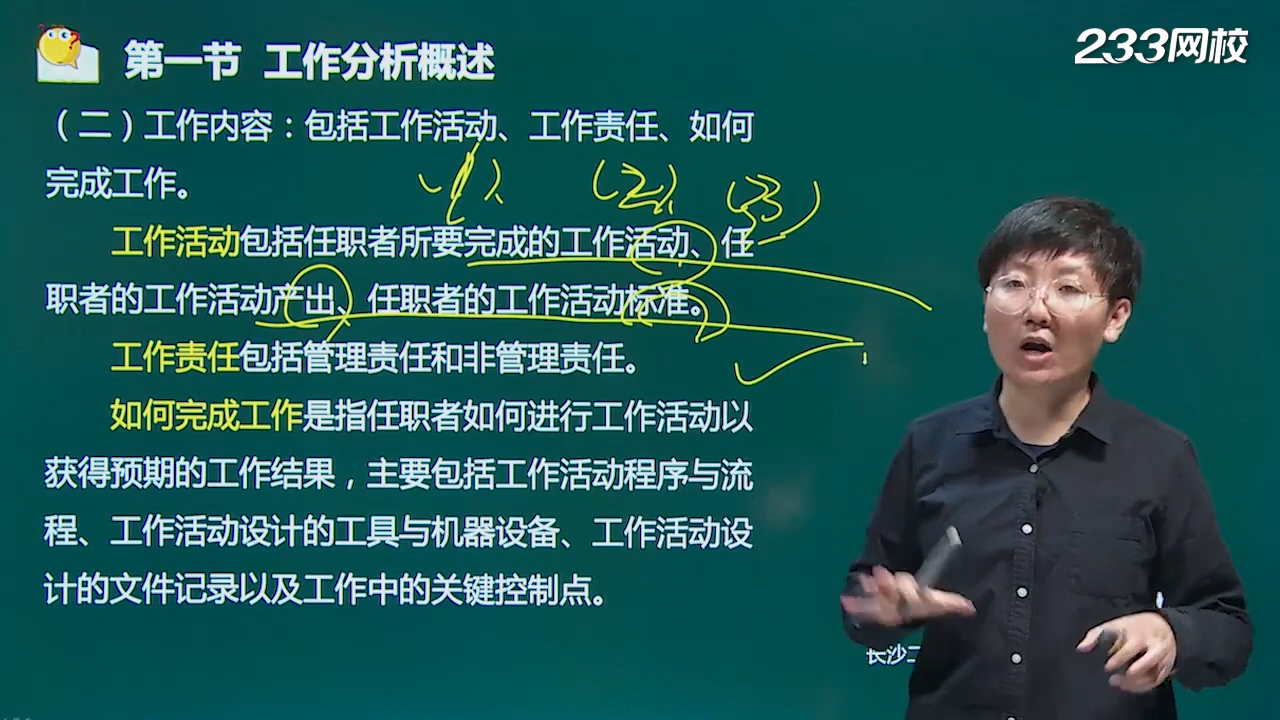 233网校
第一节 工作分析概述
（二）工作内容：包括工作活动、工作责任、如何
完成工作。
(1) (2) (3)
工作活动包括任职者所要完成的工作活动、任
职者的工作活动产出、任职者的工作活动标准。
工作责任包括管理责任和非管理责任。
如何完成工作是指任职者如何进行工作活动以
获得预期的工作结果，主要包括工作活动程序与流
程、工作活动设计的工具与机器设备、工作活动设
计的文件记录以及工作中的关键控制点。
长沙二